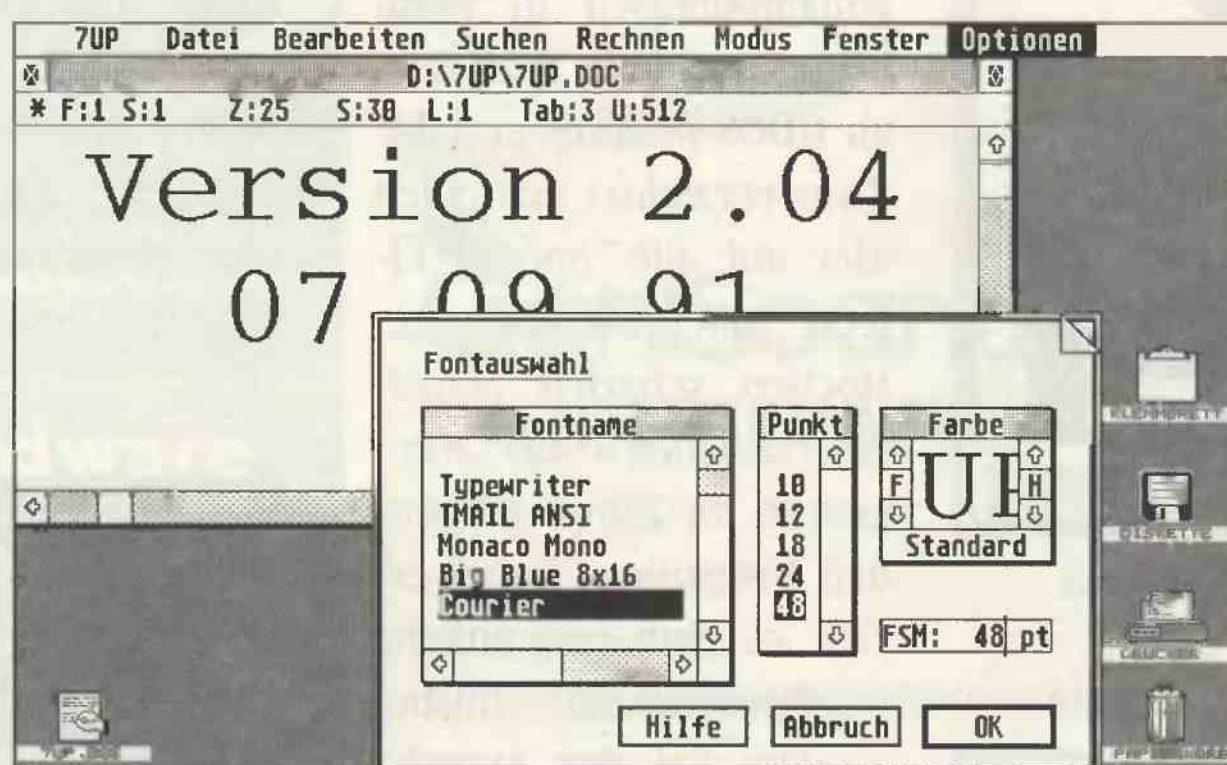 7UP Datei Bearbeiten Suchen Rechnen Modus Fenster Optionen
D:\7UP\7UP.DOC
* F:1 S:1 Z:25 S:30 L:1 Tab:3 U:512
Version 2.04
07 09 91
Fontauswahl
Fontname Punkt Farbe
Typewriter 10
TMAIL ANSI 12
Monaco Mono 18
Big Blue 8x16 24
Courier 48
F H
Standard
FSM: 48 pt
Hilfe Abbruch OK
KLEMMBRETT
DISKETTE
DRUCKER
PAPIERKORB
7UP.DOC